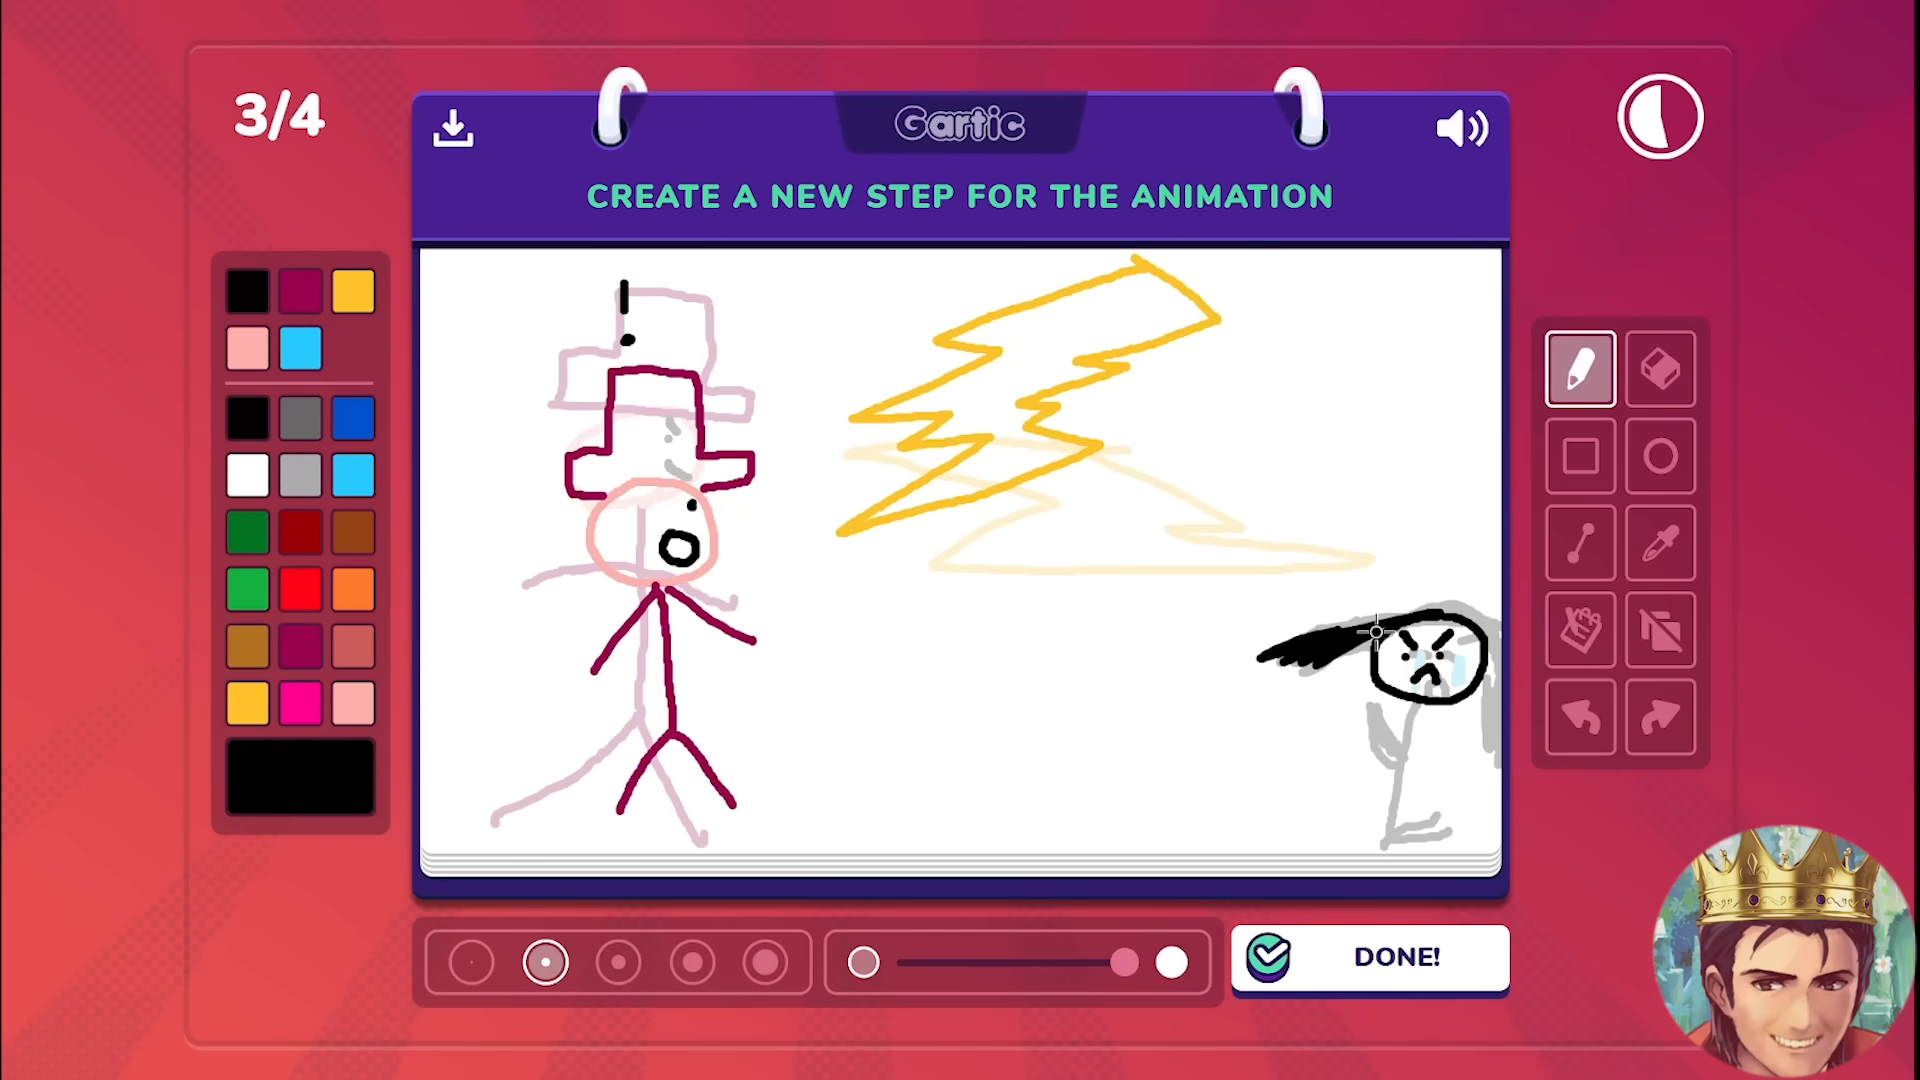 3/4
Gartic
CREATE A NEW STEP FOR THE ANIMATION
!
DONE!